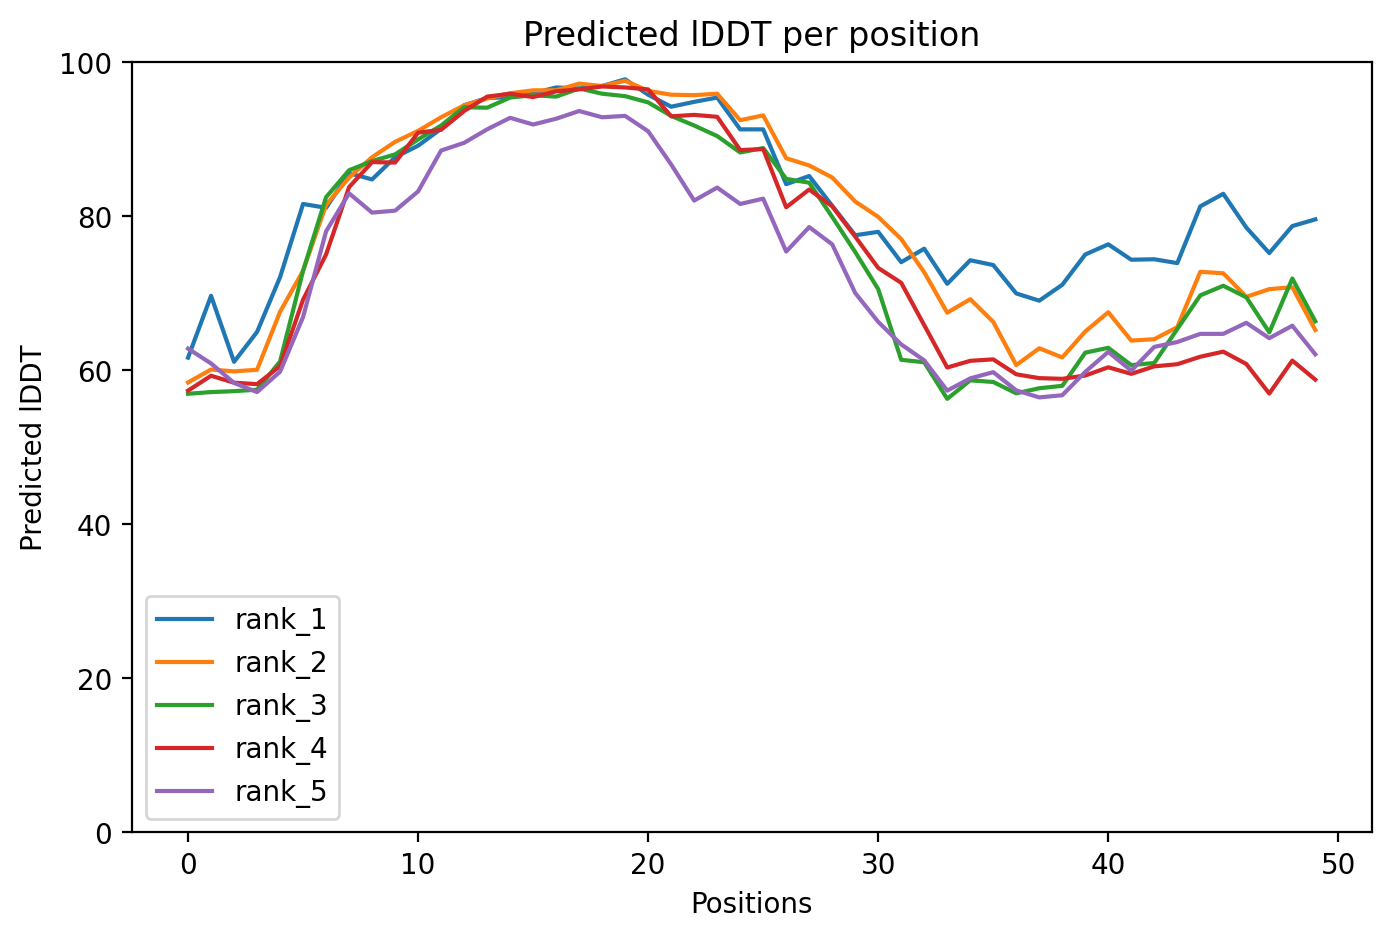 Predicted lDDT per position
100
80
60
40
20
0
Predicted lDDT
rank_1
rank_2
rank_3
rank_4
rank_5
0 10 20 30 40 50
Positions